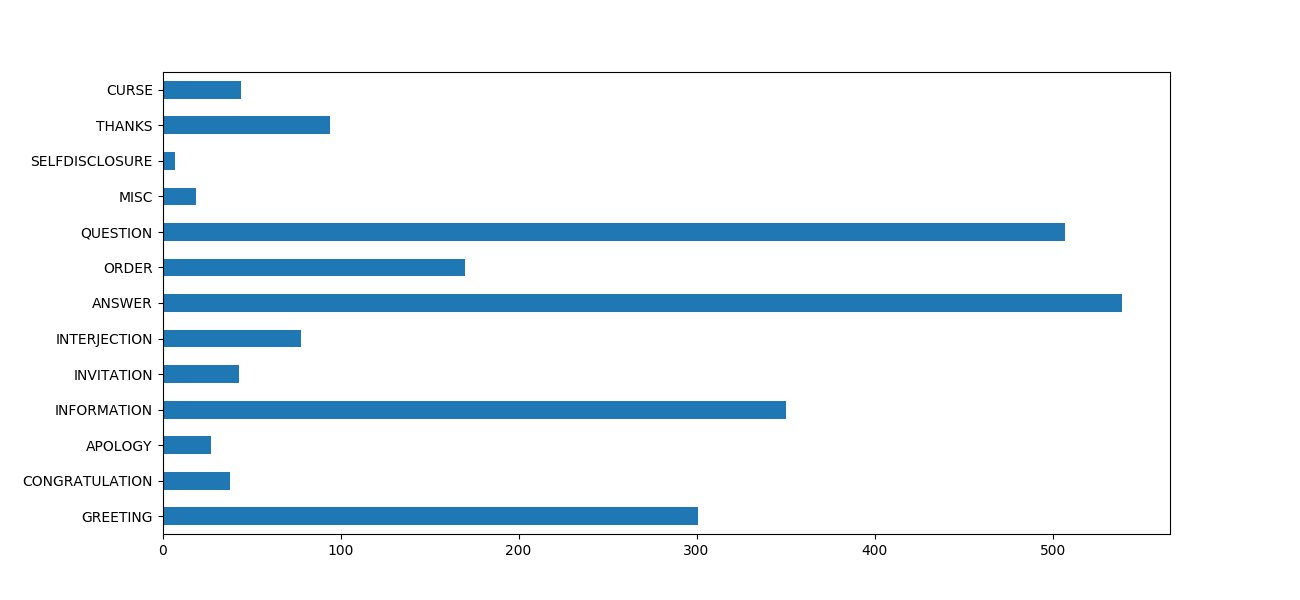 CURSE
THANKS
SELFDISCLOSURE
MISC
QUESTION
ORDER
ANSWER
INTERJECTION
INVITATION
INFORMATION
APOLOGY
CONGRATULATION
GREETING
0 100 200 300 400 500